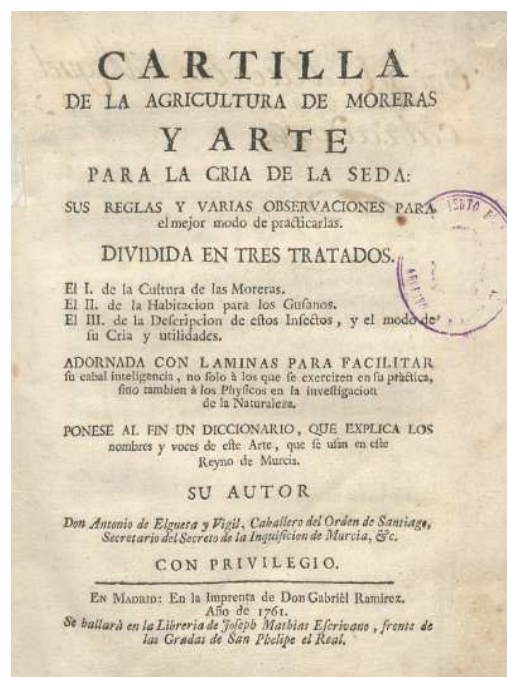 CARTILLA
DE LA AGRICULTURA DE MORERAS
Y ARTE
PARA LA CRIA DE LA SEDA:
SUS REGLAS Y VARIAS OBSERVACIONES PARA
el mejor modo de practicarlas.
DIVIDIDA EN TRES TRATADOS.
El I. de la Cultura de las Moreras.
El II. de la Habitacion para los Gusanos.
El III. de la Descripcion de estos Insectos, y el modo de
su Cria y utilidades.
ADORNADA CON LAMINAS PARA FACILITAR
su cabal inteligencia, no solo à los que se exerciten en su pràctica,
sino tambien à los Physicos en la investigacion
de la Naturaleza.
PONESE AL FIN UN DICCIONARIO, QUE EXPLICA LOS
nombres y voces de este Arte, que se usan en este
Reyno de Murcia.
SU AUTOR
Don Antonio de Elgueta y Vigil, Caballero del Orden de Santiago,
Secretario del Secreto de la Inquisicion de Murcia, &c.
CON PRIVILEGIO.
EN MADRID: En la Imprenta de Don Gabrièl Ramirez.
Año de 1761.
Se hallarà en la Libreria de Joseph Mathias Escrivano, frente de
las Gradas de San Phelipe el Real.